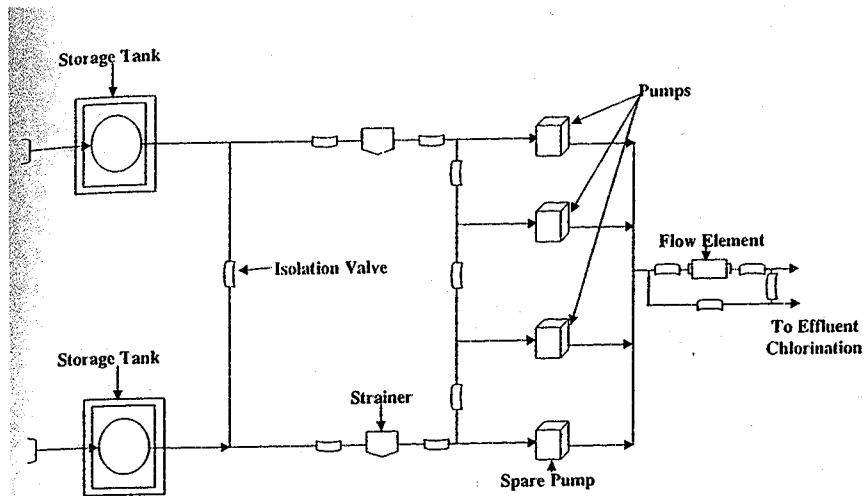 Storage Tank
Pumps
Flow Element
Isolation Valve
To Effluent
Chlorination
Storage Tank
Strainer
Spare Pump